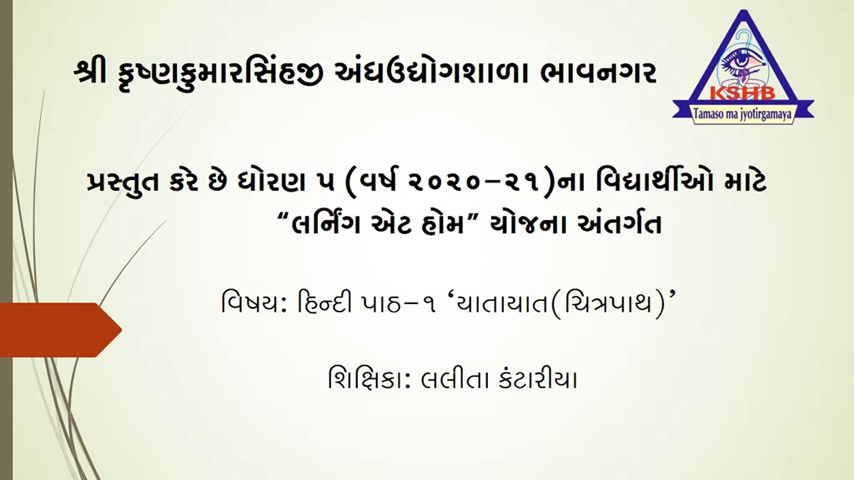 શ્રી કૃષ્ણકુમારસિંહજી અંધઉદ્યોગશાળા ભાવનગર
KSHB
Tamaso ma jyotirgamaya
પ્રસ્તુત કરે છે ધોરણ ૫ (વર્ષ ૨૦૨૦–૨૧)ના વિદ્યાર્થીઓ માટે
“લર્નિંગ એટ હોમ” યોજના અંતર્ગત
વિષય: હિન્દી પાઠ–૧ ‘યાતાયાત(ચિત્રપાથ)’
શિક્ષિકા: લલીતા કંટારીયા